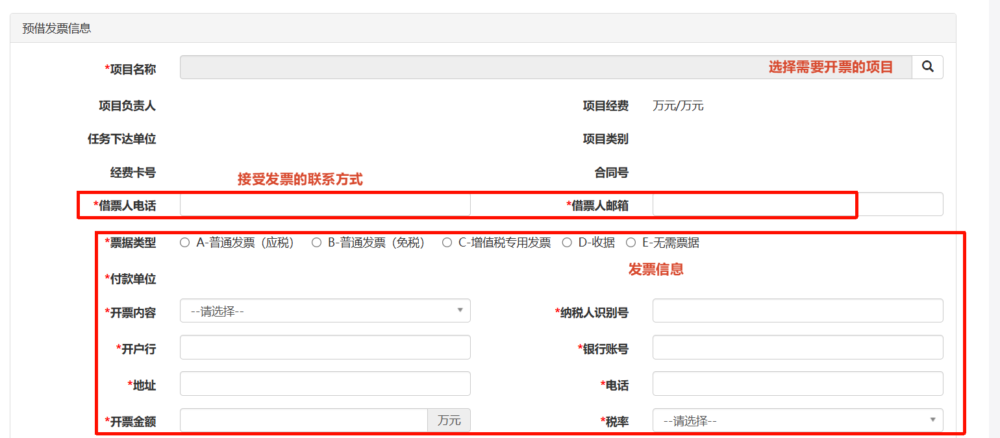 预借发票信息
*项目名称 选择需要开票的项目
项目负责人 项目经费 万元/万元
任务下达单位 项目类别
经费卡号 合同号
接受发票的联系方式
*借票人电话 *借票人邮箱
*票据类型 A-普通发票（应税） B-普通发票（免税） C-增值税专用发票 D-收据 E-无需票据
发票信息
*付款单位
*开票内容 --请选择-- *纳税人识别号
*开户行 *银行账号
*地址 *电话
*开票金额 万元 *税率 --请选择--